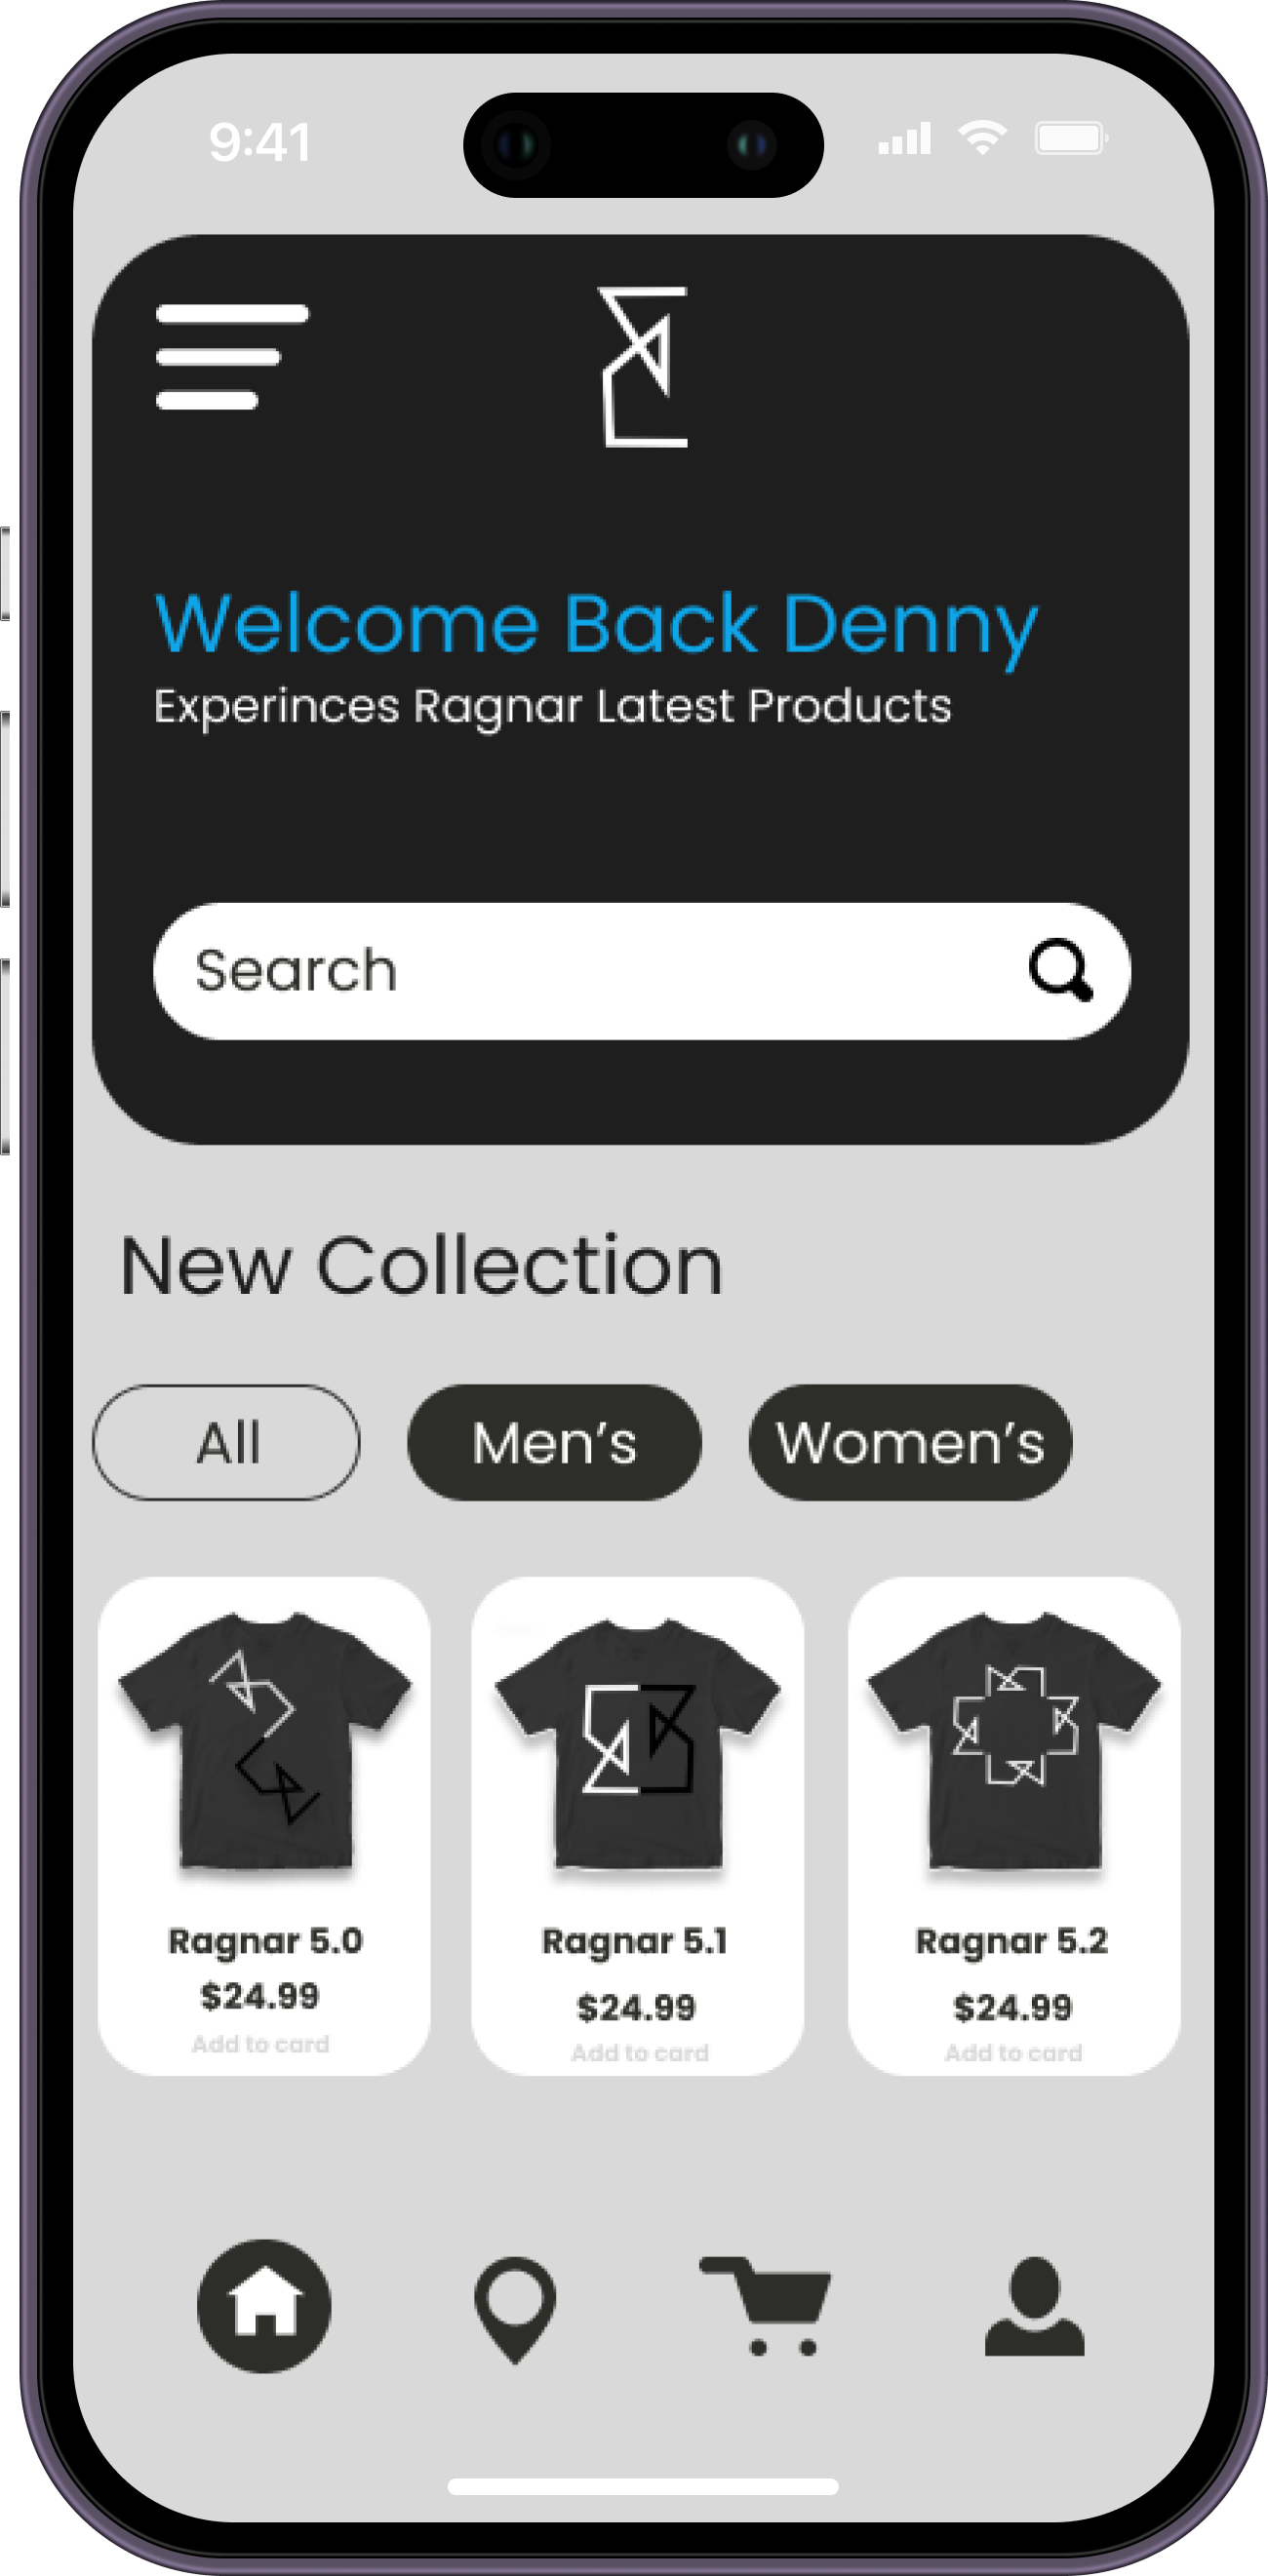 9:41
Welcome Back Denny
Experinces Ragnar Latest Products
Search
New Collection
All Men's Women's
Ragnar 5.0 Ragnar 5.1 Ragnar 5.2
$24.99 $24.99 $24.99
Add to card Add to card Add to card